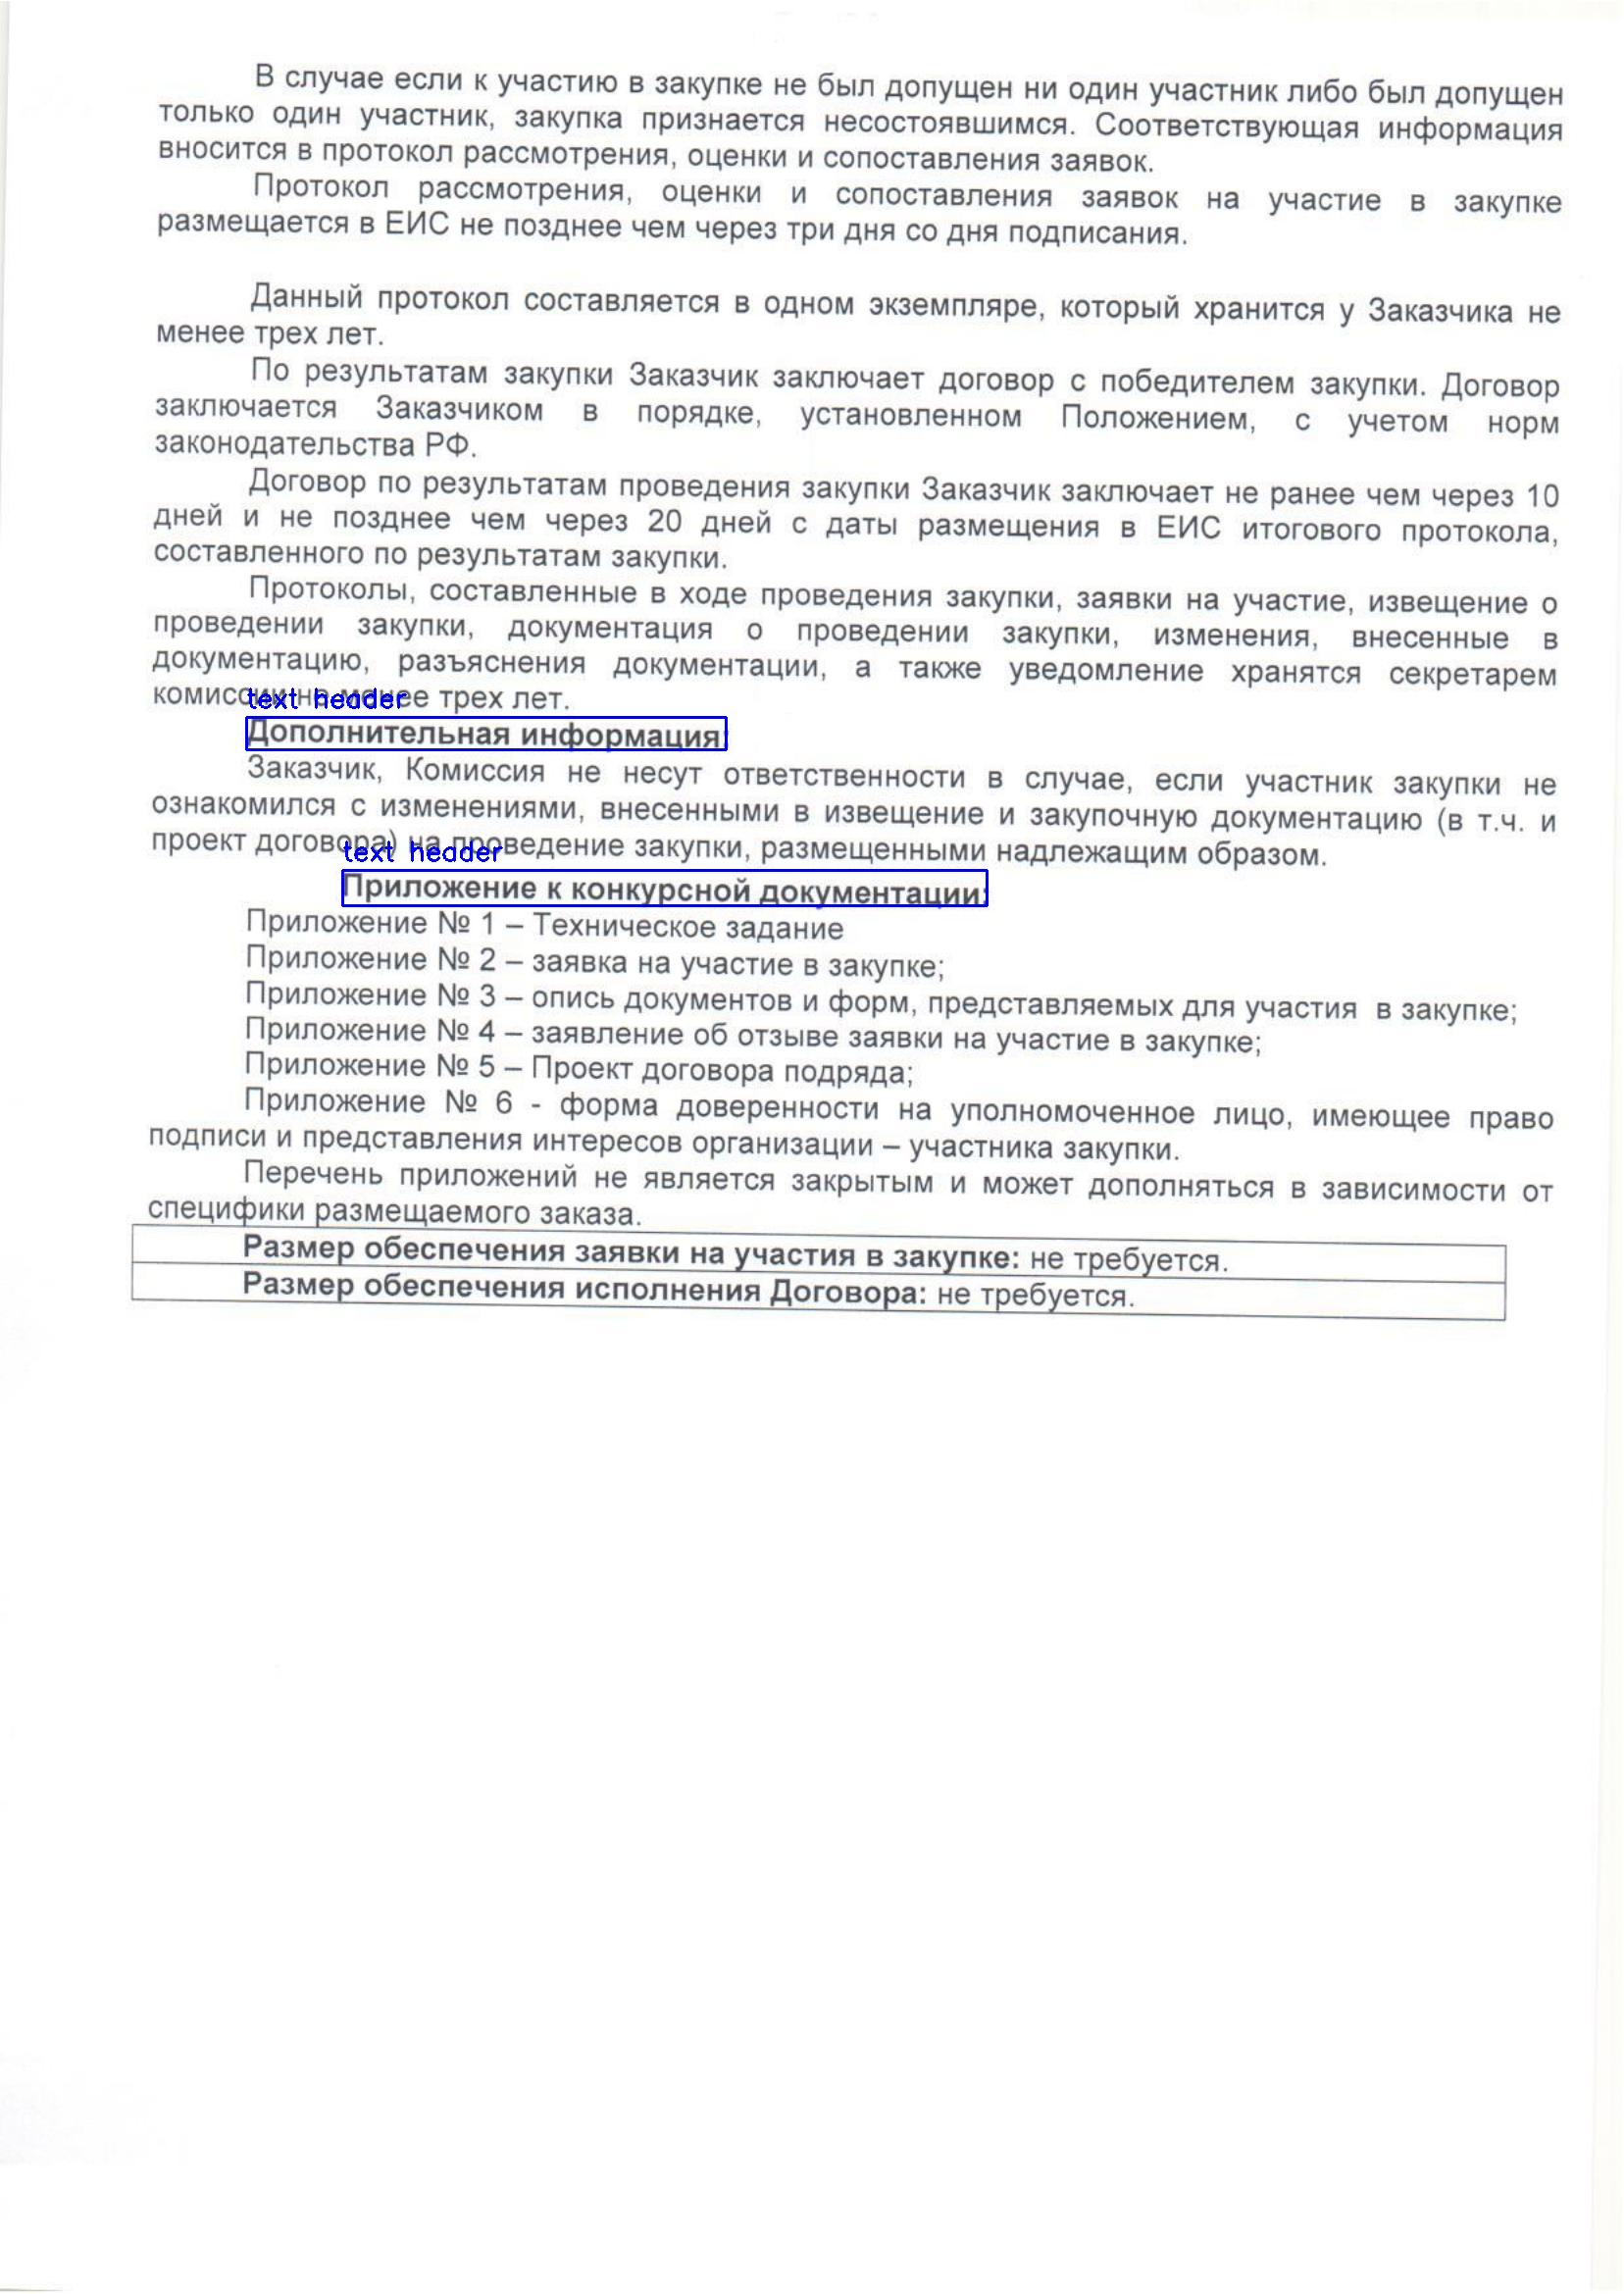 В случае если к участию в закупке не был допущен ни один участник либо был допущен
только один участник, закупка признается несостоявшимся. Соответствующая информация
вносится в протокол рассмотрения, оценки и сопоставления заявок.
Протокол рассмотрения, оценки и сопоставления заявок на участие в закупке
размещается в ЕИС не позднее чем через три дня со дня подписания.
Данный протокол составляется в одном экземпляре, который хранится у Заказчика не
менее трех лет.
По результатам закупки Заказчик заключает договор с победителем закупки. Договор
заключается Заказчиком в порядке, установленном Положением, с учетом норм
законодательства РФ.
Договор по результатам проведения закупки Заказчик заключает не ранее чем через 10
дней и не позднее чем через 20 дней с даты размещения в ЕИС итогового протокола,
составленного по результатам закупки.
Протоколы, составленные в ходе проведения закупки, заявки на участие, извещение о
проведении закупки, документация о проведении закупки, изменения, внесенные в
документацию, разъяснения документации, а также уведомление хранятся секретарем
комиссии не менее трех лет.
text header
Дополнительная информация:
Заказчик, Комиссия не несут ответственности в случае, если участник закупки не
ознакомился с изменениями, внесенными в извещение и закупочную документацию (в т.ч. и
проект договора) на проведение закупки, размещенными надлежащим образом.
text header
Приложение к конкурсной документации:
Приложение № 1 – Техническое задание
Приложение № 2 – заявка на участие в закупке;
Приложение № 3 – опись документов и форм, представляемых для участия в закупке;
Приложение № 4 – заявление об отзыве заявки на участие в закупке;
Приложение № 5 – Проект договора подряда;
Приложение № 6 - форма доверенности на уполномоченное лицо, имеющее право
подписи и представления интересов организации – участника закупки.
Перечень приложений не является закрытым и может дополняться в зависимости от
специфики размещаемого заказа.
Размер обеспечения заявки на участия в закупке: не требуется.
Размер обеспечения исполнения Договора: не требуется.